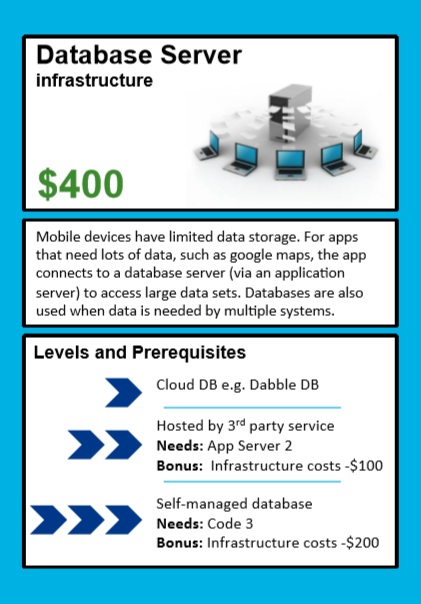 Database Server
infrastructure
$400
Mobile devices have limited data storage. For apps
that need lots of data, such as google maps, the app
connects to a database server (via an application
server) to access large data sets. Databases are also
used when data is needed by multiple systems.
Levels and Prerequisites
Cloud DB e.g. Dabble DB
Hosted by 3rd party service
Needs: App Server 2
Bonus: Infrastructure costs -$100
Self-managed database
Needs: Code 3
Bonus: Infrastructure costs -$200